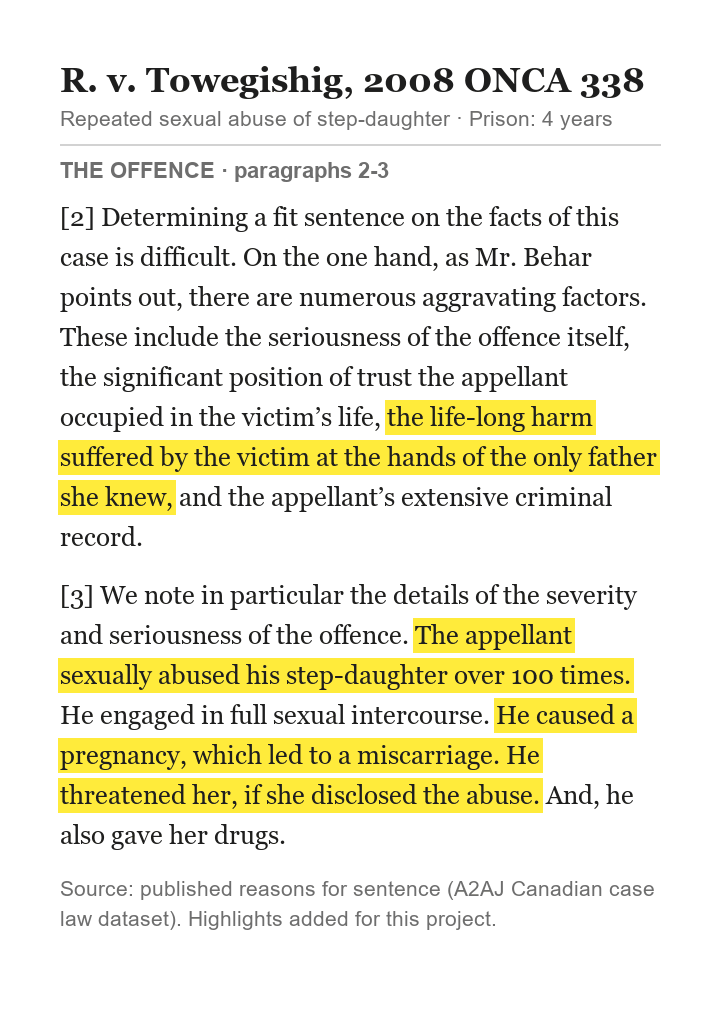 R. v. Towegishig, 2008 ONCA 338
Repeated sexual abuse of step-daughter · Prison: 4 years
THE OFFENCE · paragraphs 2-3
[2] Determining a fit sentence on the facts of this
case is difficult. On the one hand, as Mr. Behar
points out, there are numerous aggravating factors.
These include the seriousness of the offence itself,
the significant position of trust the appellant
occupied in the victim’s life, the life-long harm
suffered by the victim at the hands of the only father
she knew, and the appellant’s extensive criminal
record.
[3] We note in particular the details of the severity
and seriousness of the offence. The appellant
sexually abused his step-daughter over 100 times.
He engaged in full sexual intercourse. He caused a
pregnancy, which led to a miscarriage. He
threatened her, if she disclosed the abuse. And, he
also gave her drugs.
Source: published reasons for sentence (A2AJ Canadian case
law dataset). Highlights added for this project.